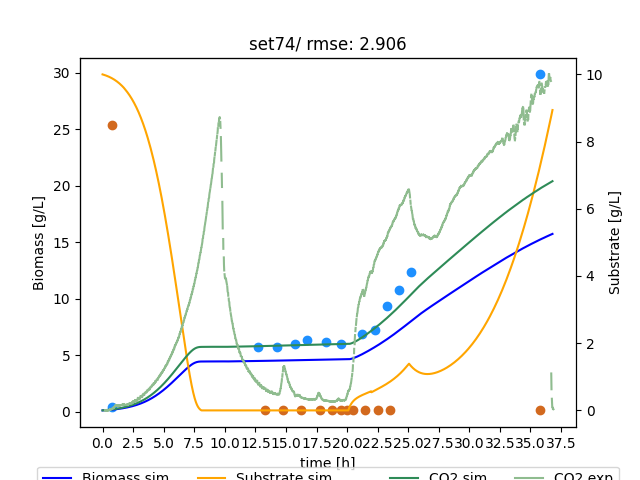 set74/ rmse: 2.906
30
25
20
15
10
5
0
Biomass [g/L]
10
8
6
4
2
0
Substrate [g/L]
0.0 2.5 5.0 7.5 10.0 12.5 15.0 17.5 20.0 22.5 25.0 27.5 30.0 32.5 35.0 37.5
time [h]
Biomass sim Substrate sim CO2 sim CO2 exp